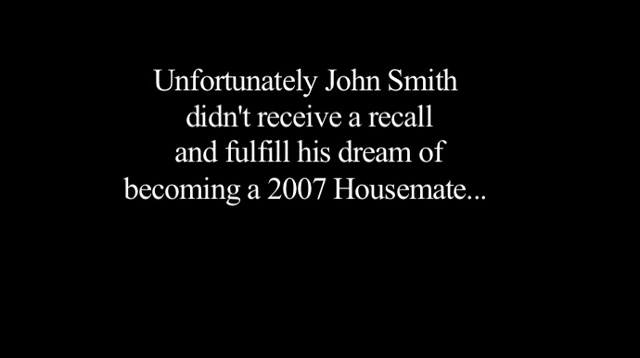 Unfortunately John Smith
didn't receive a recall
and fulfill his dream of
becoming a 2007 Housemate...